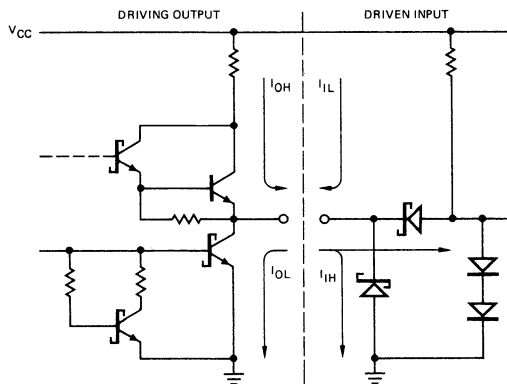 DRIVING OUTPUT
DRIVEN INPUT
VCC
IOH
IIL
IOL
IIH